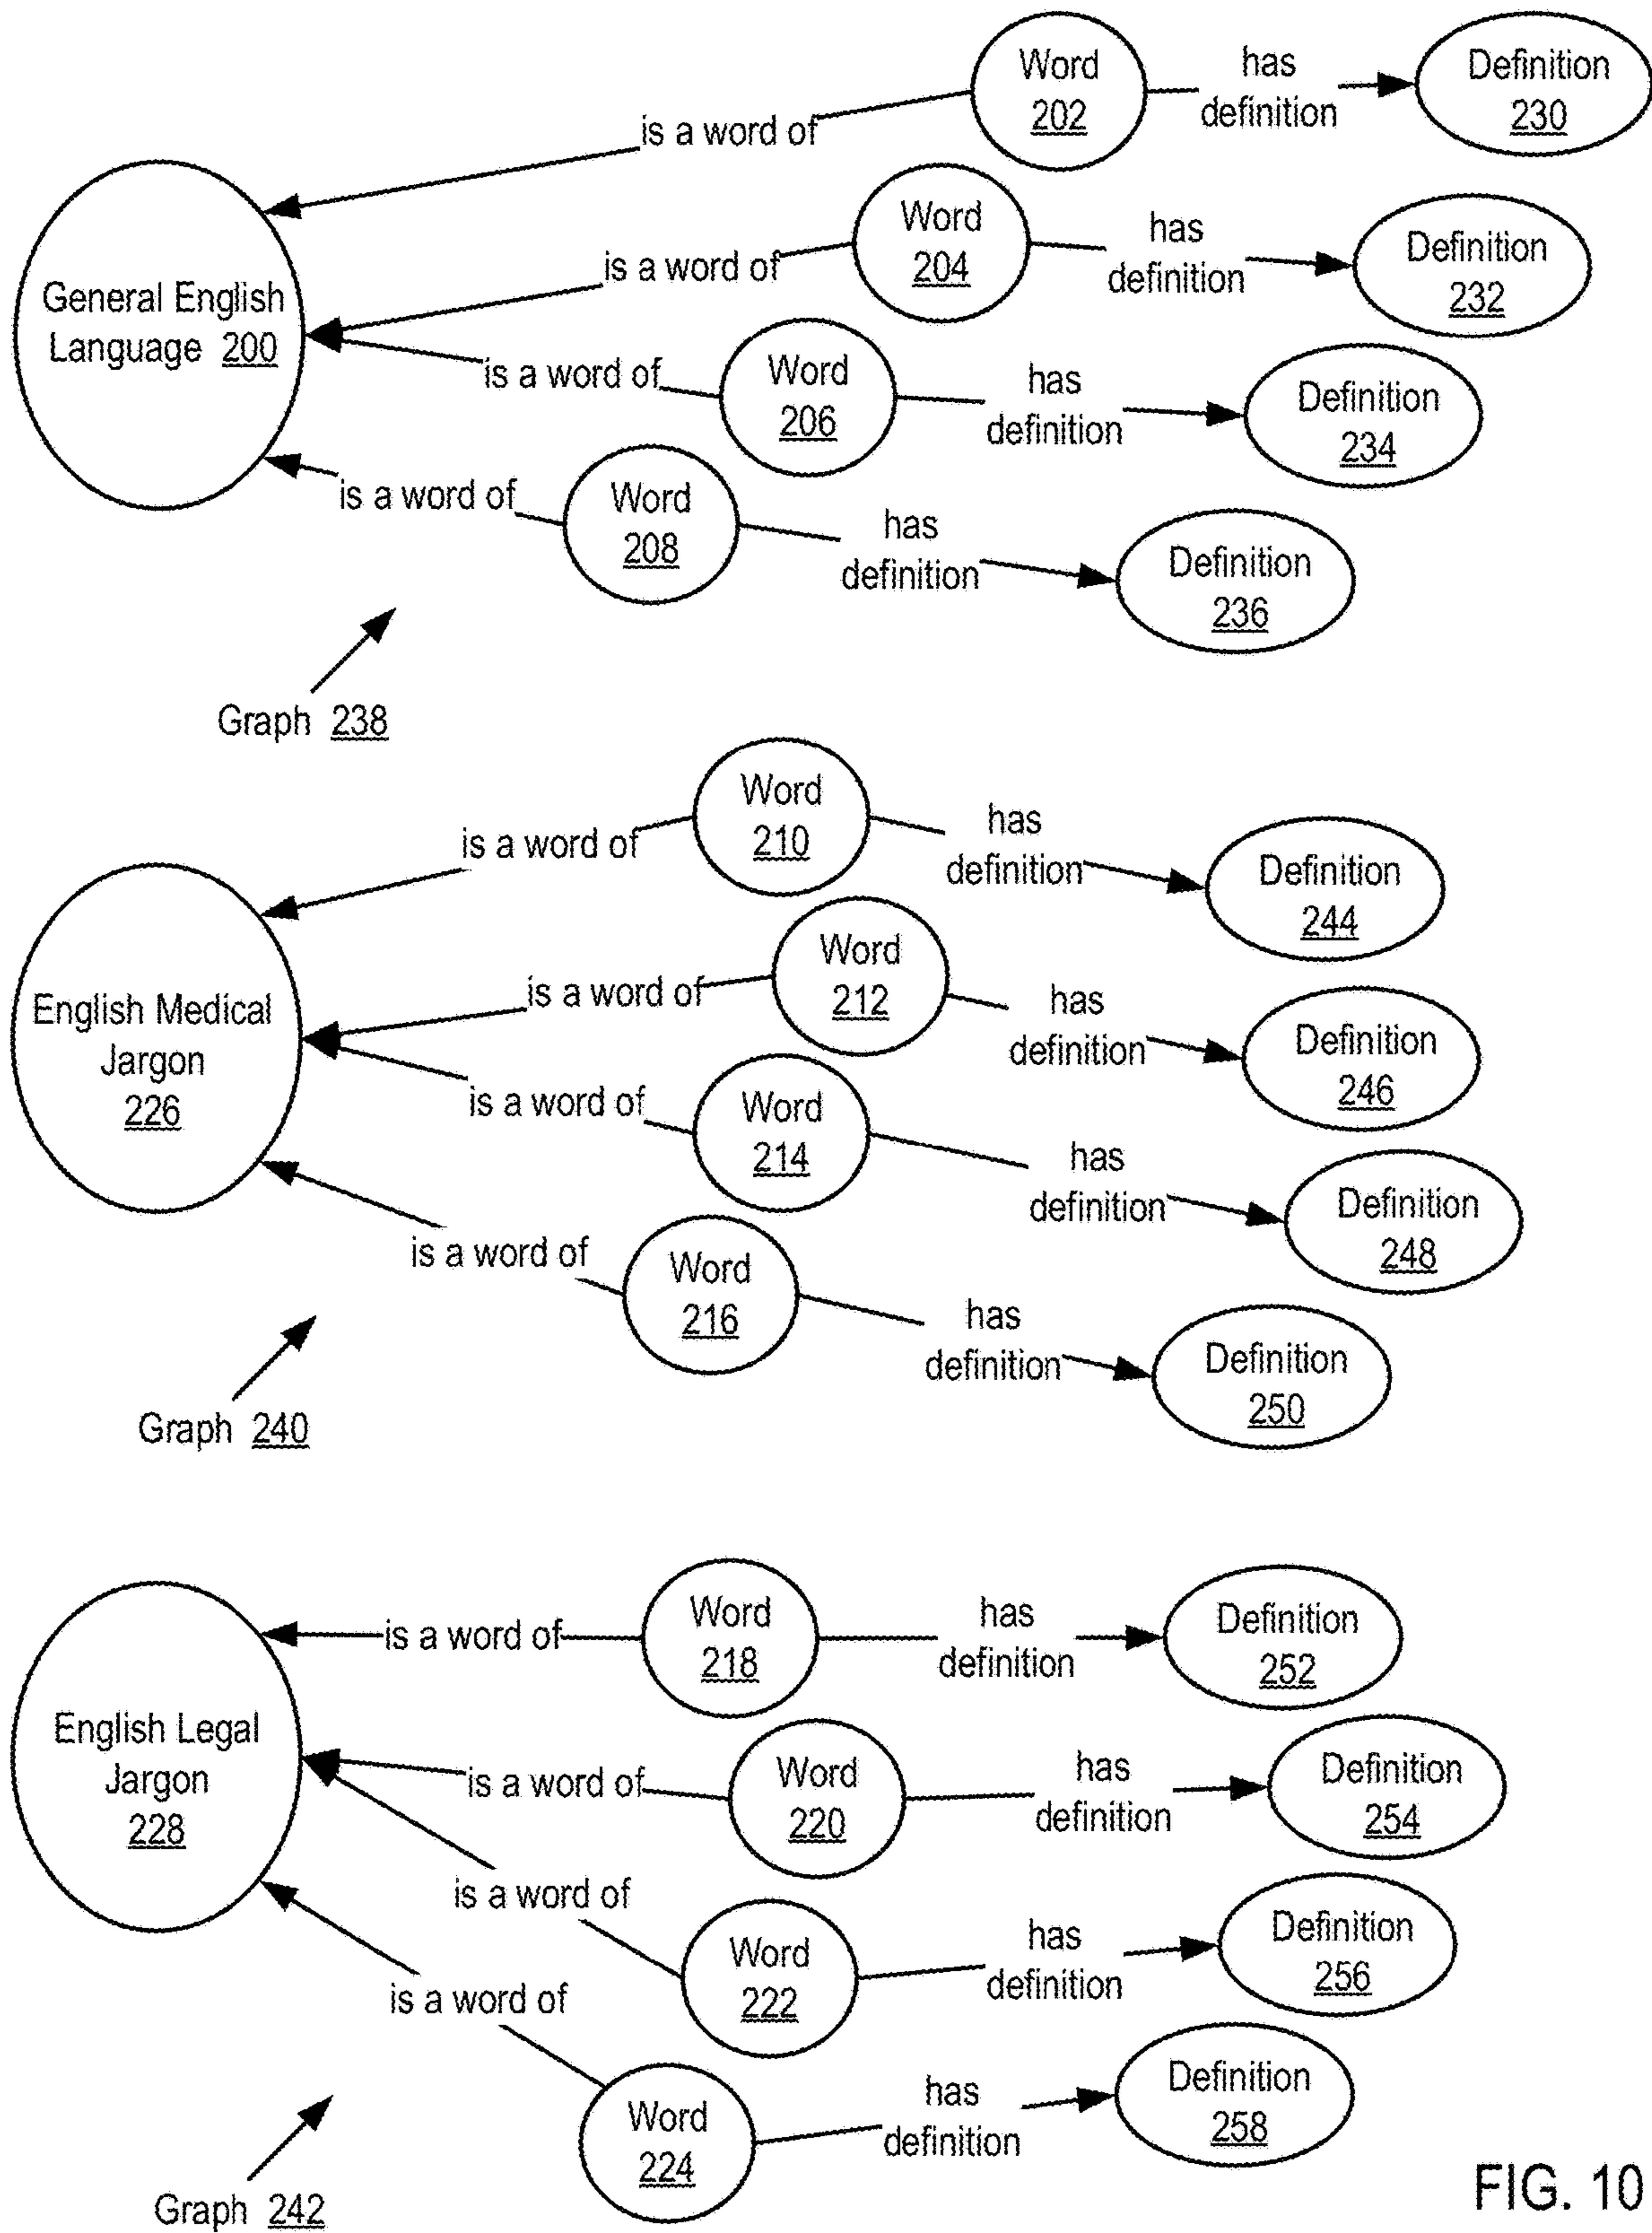 Word
202
has
definition
Definition
230
is a word of
Word
204
has
definition
Definition
232
is a word of
General English
Language 200
Word
206
has
definition
Definition
234
is a word of
Word
208
has
definition
Definition
236
is a word of
Graph 238
Word
210
has
definition
Definition
244
is a word of
Word
212
has
definition
Definition
246
is a word of
English Medical
Jargon
226
Word
214
has
definition
Definition
248
is a word of
Word
216
has
definition
Definition
250
is a word of
Graph 240
Word
218
has
definition
Definition
252
is a word of
English Legal
Jargon
228
Word
220
has
definition
Definition
254
is a word of
Word
222
has
definition
Definition
256
is a word of
Word
224
has
definition
Definition
258
is a word of
Graph 242
FIG. 10